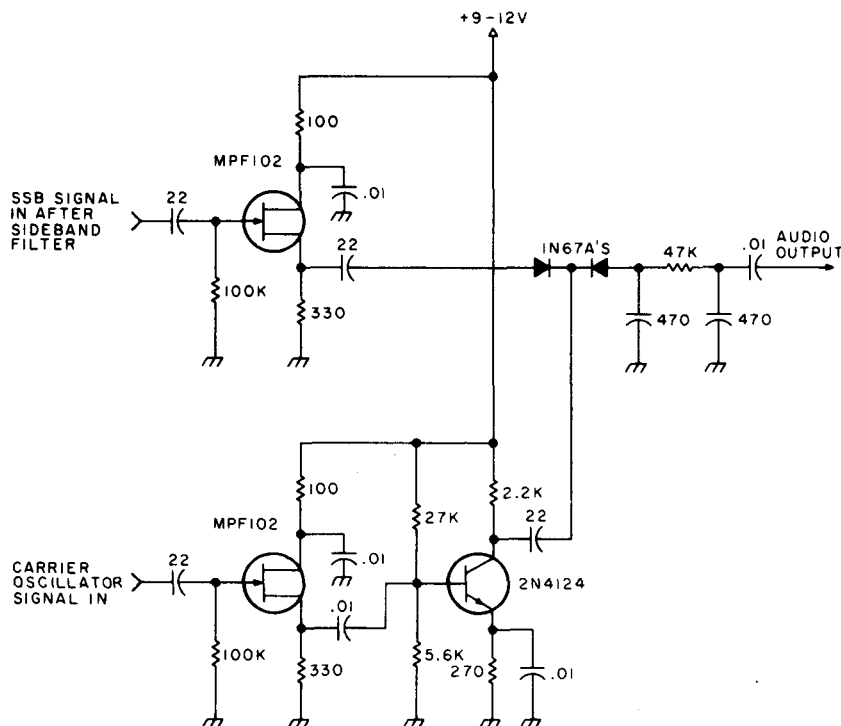 +9-12V
100
MPF102
.01
SSB SIGNAL
IN AFTER
SIDEBAND
FILTER
22
22
IN67A'S
47K
.01
AUDIO
OUTPUT
100K
330
470
470
100
2.2K
MPF102
27K
22
.01
CARRIER
OSCILLATOR
SIGNAL IN
22
2N4124
.01
100K
330
5.6K
270
.01